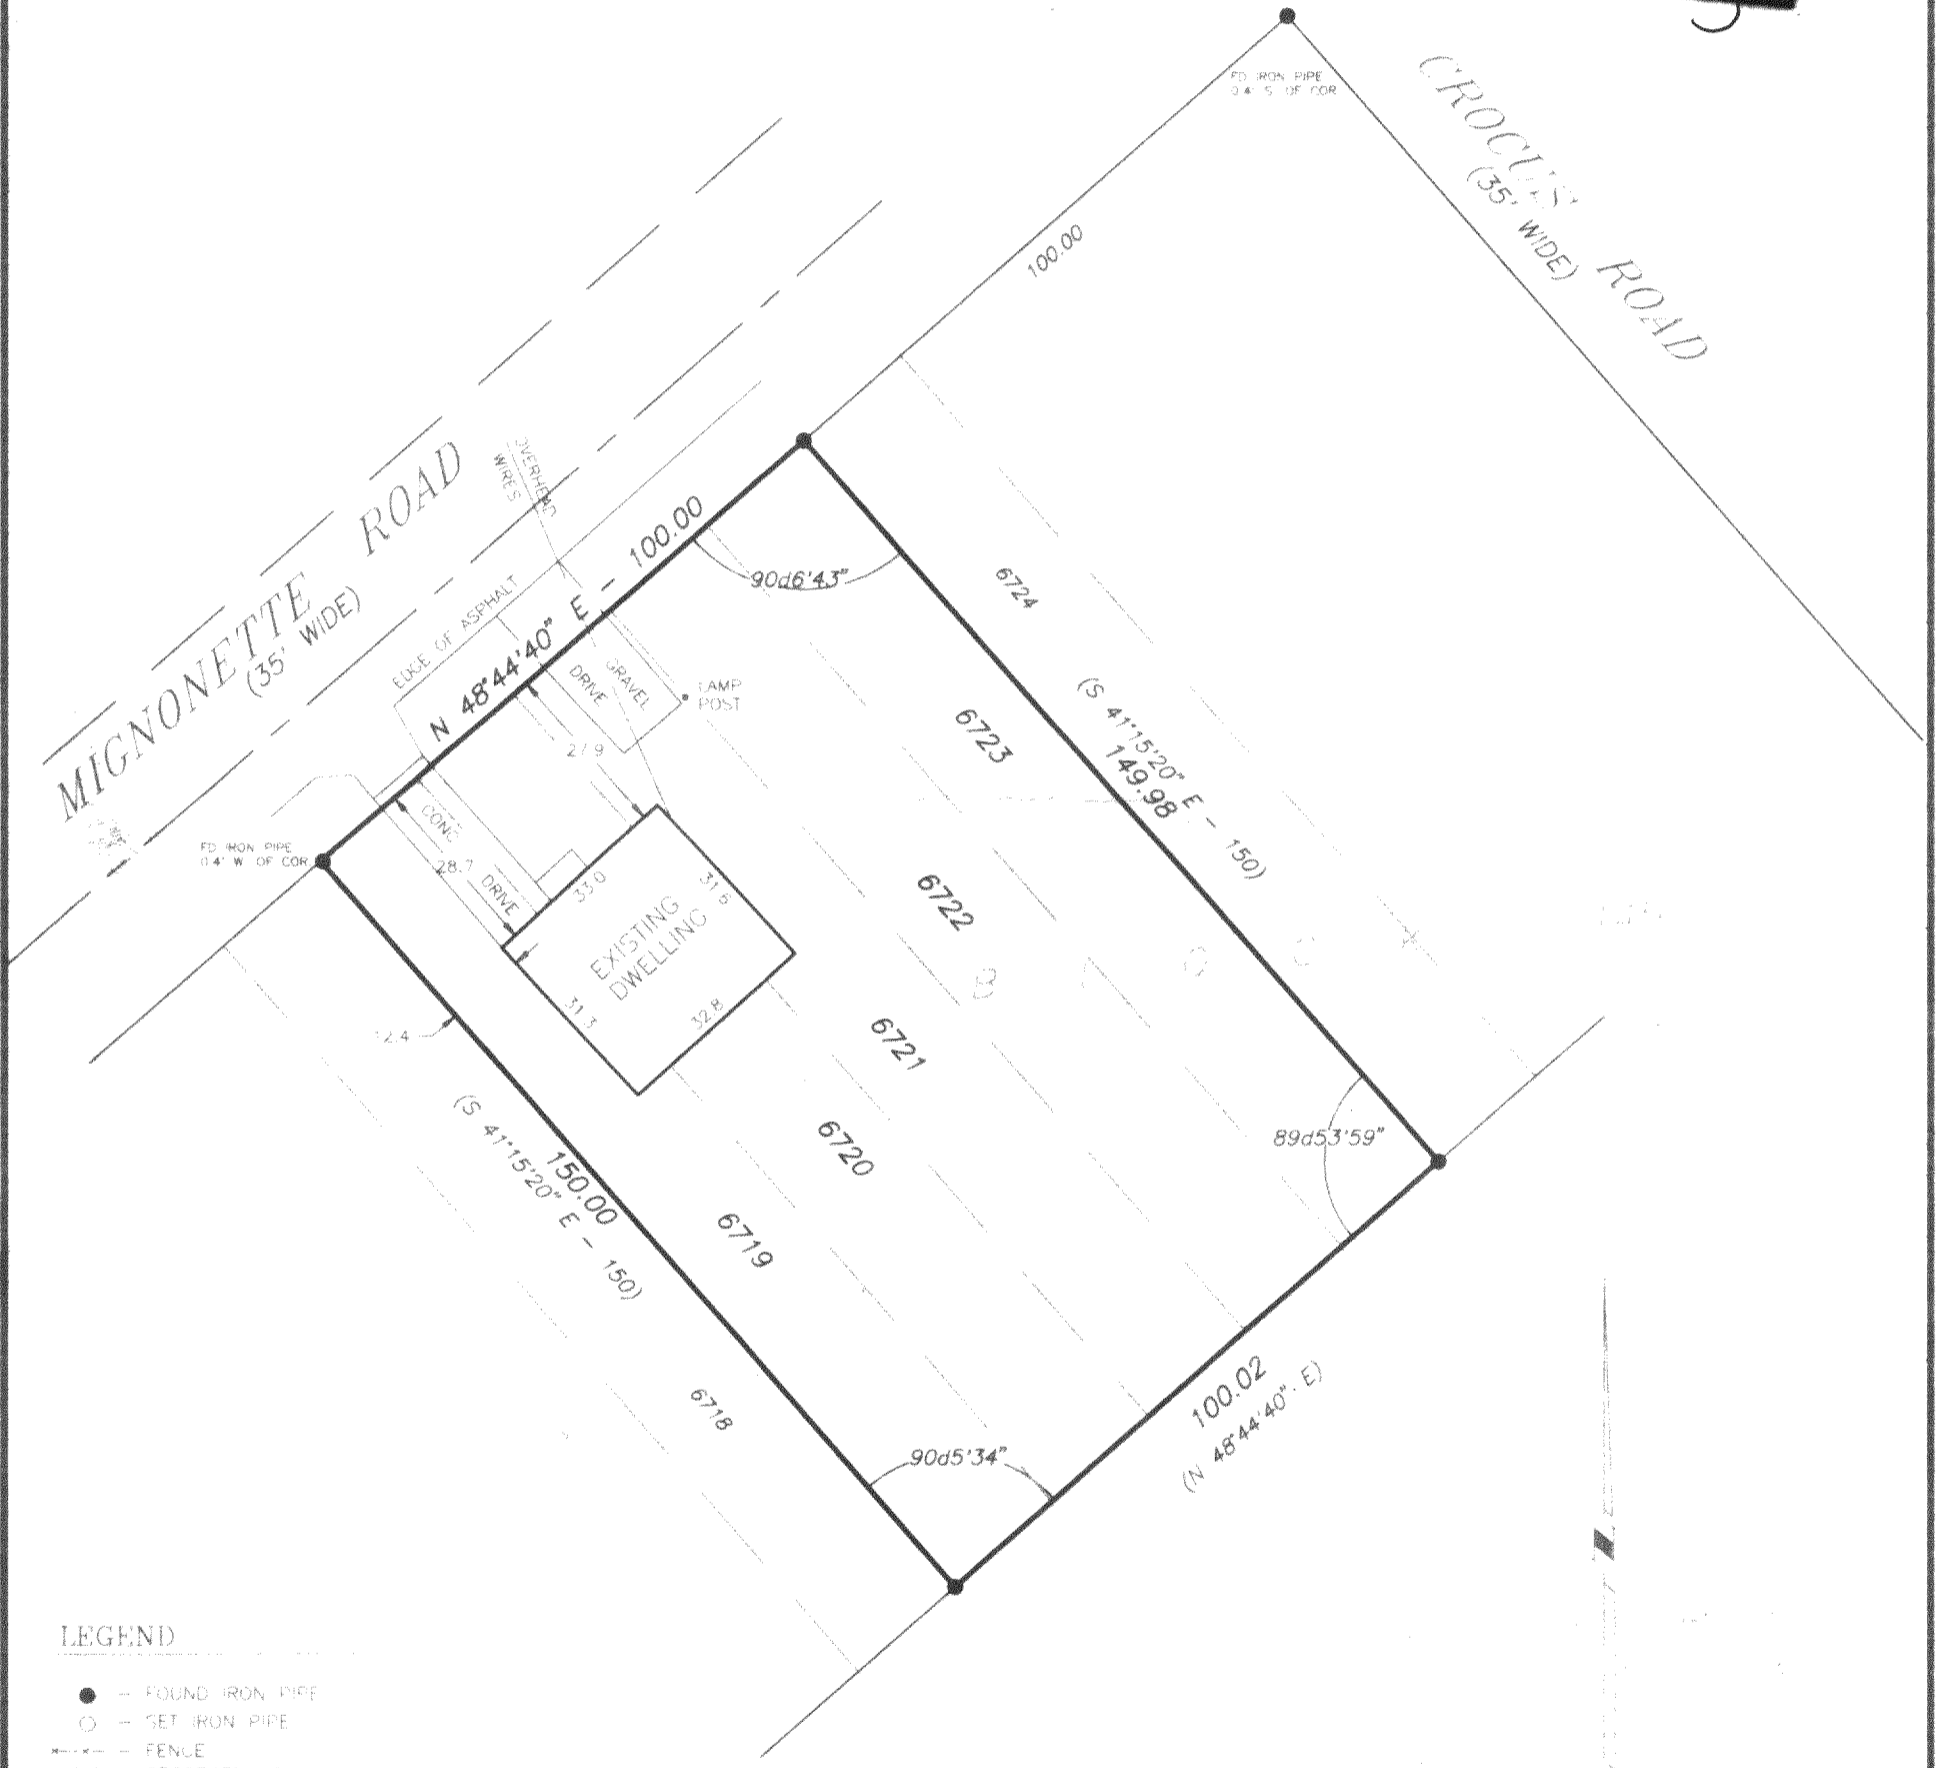 FD IRON PIPE
0.4' S OF COR
CROCUS ROAD
(35' WIDE)
100.00
MIGNONETTE ROAD
(35' WIDE)
OVERHEAD
WIRES
EDGE OF ASPHALT
N 48°44'40" E - 100.00
90d6'43"
GRAVEL
DRIVE
LAMP
POST
27.9
FD IRON PIPE
0.4' W OF COR
CONC
DRIVE
28.7
33.0
31.6
EXISTING
DWELLING
31.3
32.8
12.4
6724
6723
6722
6721
6720
6719
6718
(S 41°15'20" E - 150)
149.98
(S 41°15'20" E - 150)
150.00
89d53'59"
90d5'34"
100.02
(N 48°44'40" E)
LEGEND
- FOUND IRON PIPE
- SET IRON PIPE
- FENCE